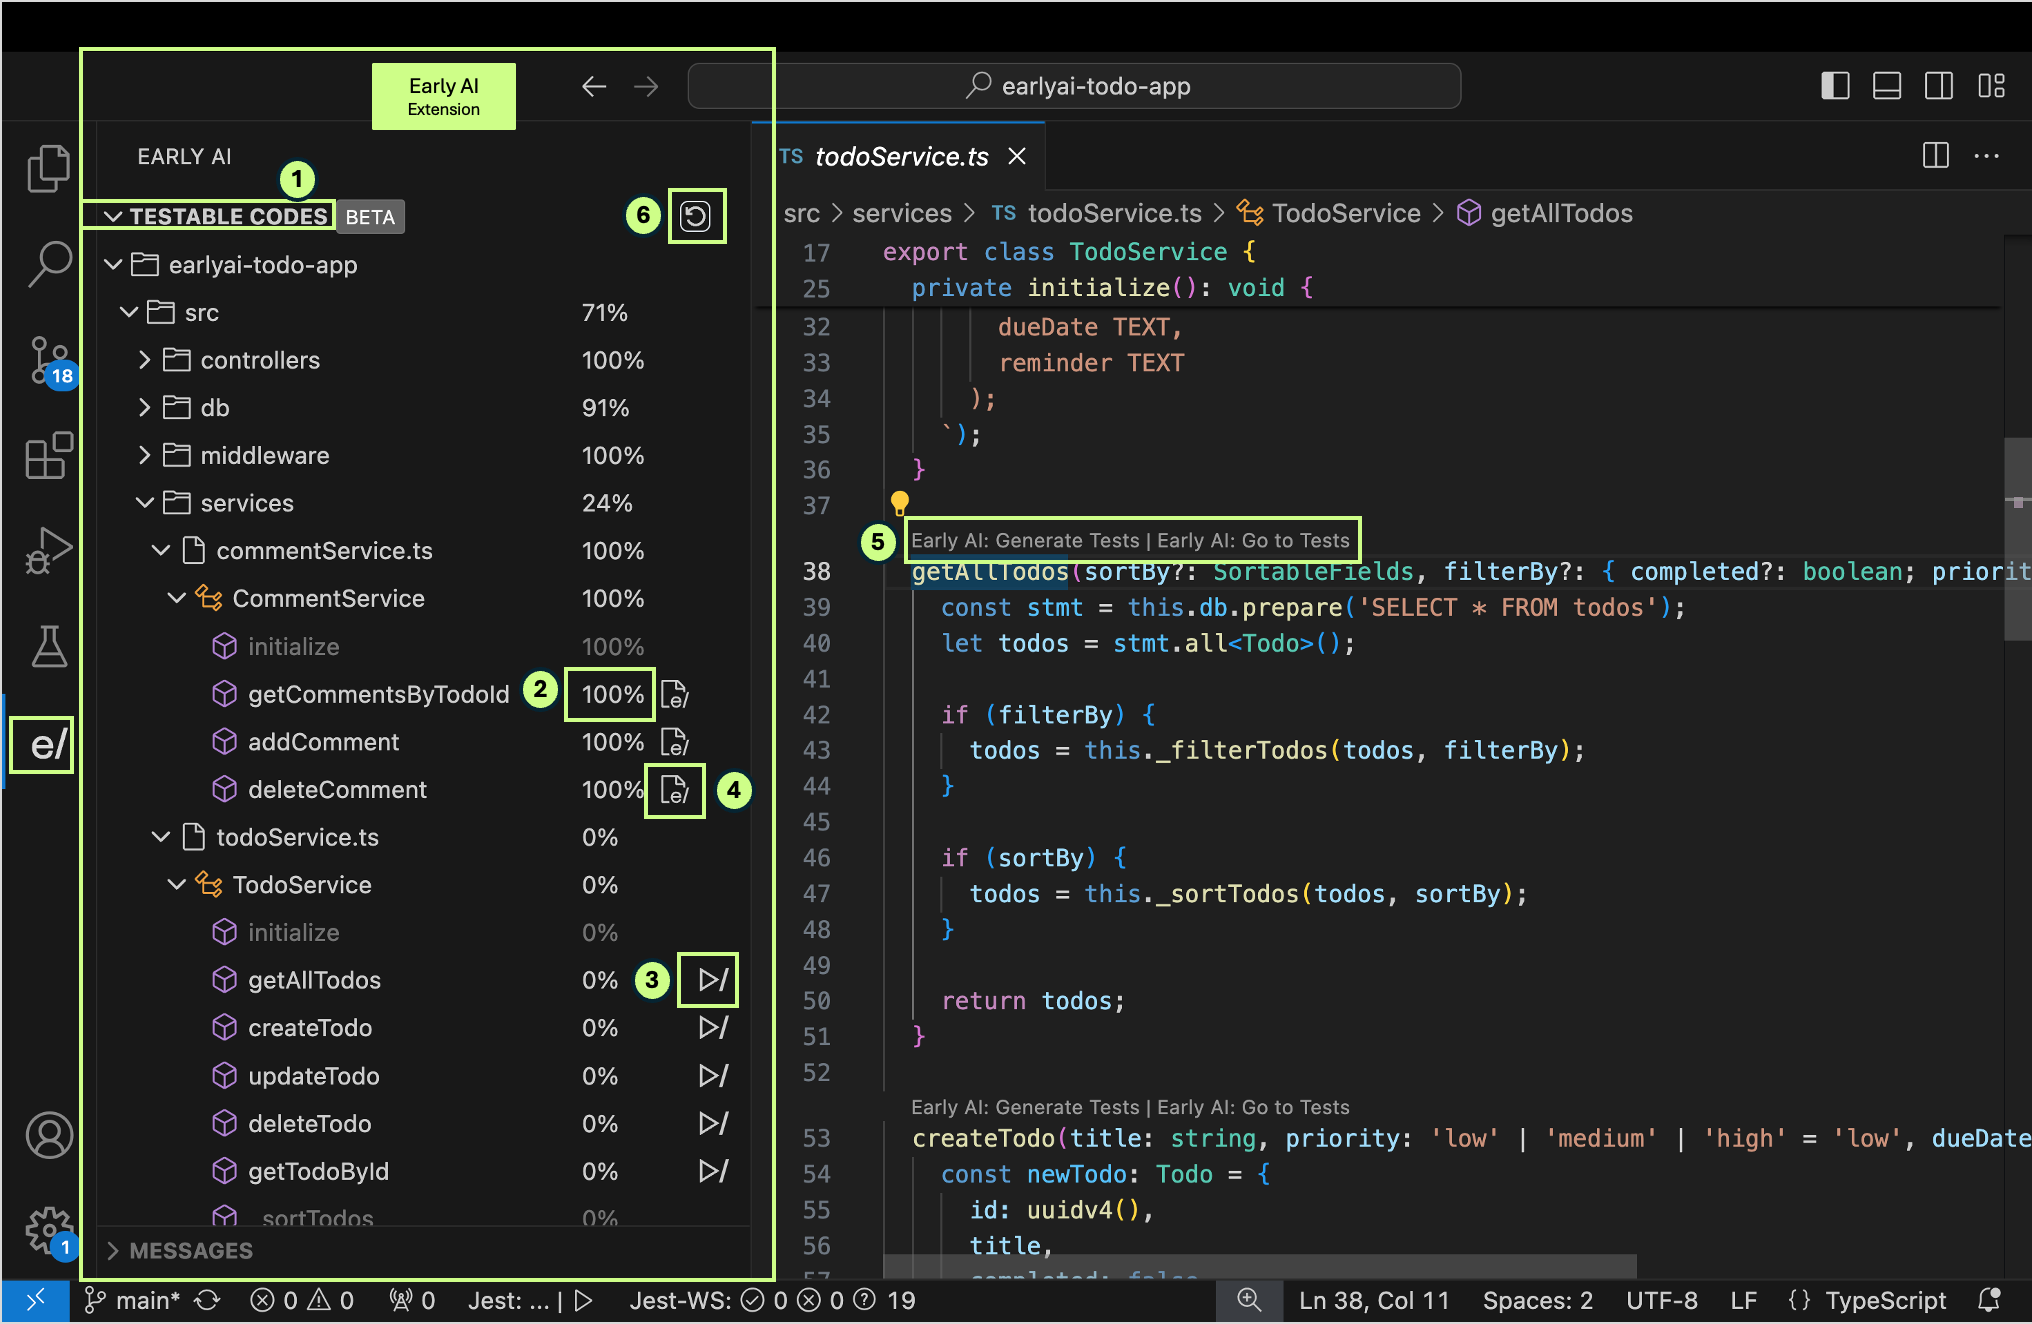 Early AI
Extension
earlyai-todo-app
EARLY AI
1
TESTABLE CODES BETA
6
earlyai-todo-app
src 71%
controllers 100%
db 91%
middleware 100%
services 24%
commentService.ts 100%
CommentService 100%
initialize 100%
getCommentsByTodoId 2 100% e/
addComment 100% e/
deleteComment 100% e/ 4
todoService.ts 0%
TodoService 0%
initialize 0%
getAllTodos 0% 3
createTodo 0%
updateTodo 0%
deleteTodo 0%
getTodoById 0%
_sortTodos 0%
MESSAGES
18
e/
1
TS todoService.ts
src > services > TS todoService.ts > TodoService > getAllTodos
17 export class TodoService {
25 private initialize(): void {
32 dueDate TEXT,
33 reminder TEXT
34 );
35 `);
36 }
37
5 Early AI: Generate Tests | Early AI: Go to Tests
38 getAllTodos(sortBy?: SortableFields, filterBy?: { completed?: boolean; priorit
39 const stmt = this.db.prepare('SELECT * FROM todos');
40 let todos = stmt.all<Todo>();
41
42 if (filterBy) {
43 todos = this._filterTodos(todos, filterBy);
44 }
45
46 if (sortBy) {
47 todos = this._sortTodos(todos, sortBy);
48 }
49
50 return todos;
51 }
52
Early AI: Generate Tests | Early AI: Go to Tests
53 createTodo(title: string, priority: 'low' | 'medium' | 'high' = 'low', dueDate
54 const newTodo: Todo = {
55 id: uuidv4(),
56 title,
57 completed: false
main* 0 0 0 Jest: ... | Jest-WS: 0 0 19 Ln 38, Col 11 Spaces: 2 UTF-8 LF {} TypeScript